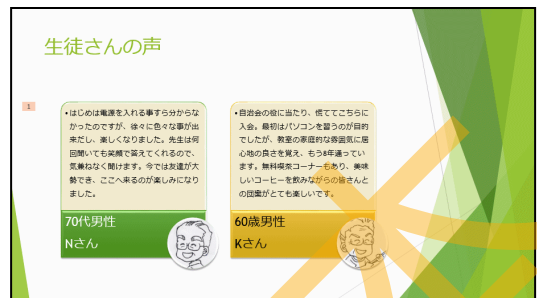 生徒さんの声
1
・はじめは電源を入れる事すら分からな
かったのですが、徐々に色々な事が出
来だし、楽しくなりました。先生は何
回聞いても笑顔で答えてくれるので、
気兼ねなく聞けます。今では友達が大
勢でき、ここへ来るのが楽しみになり
ました。
70代男性
Nさん
・自治会の役に当たり、慌ててこちらに
入会。最初はパソコンを習うのが目的
でしたが、教室の家庭的な雰囲気に居
心地の良さを覚え、もう8年通ってい
ます。無料喫茶コーナーもあり、美味
しいコーヒーを飲みながらの皆さんと
の団欒がとても楽しいです。
60歳男性
Kさん